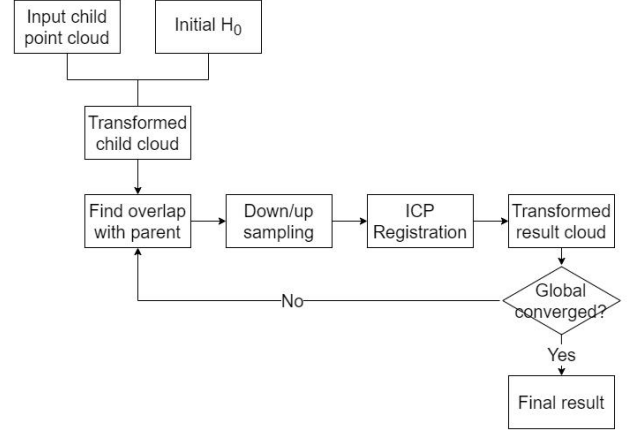 Input child
point cloud
Initial H₀
Transformed
child cloud
Find overlap
with parent
Down/up
sampling
ICP
Registration
Transformed
result cloud
Global
converged?
No
Yes
Final result